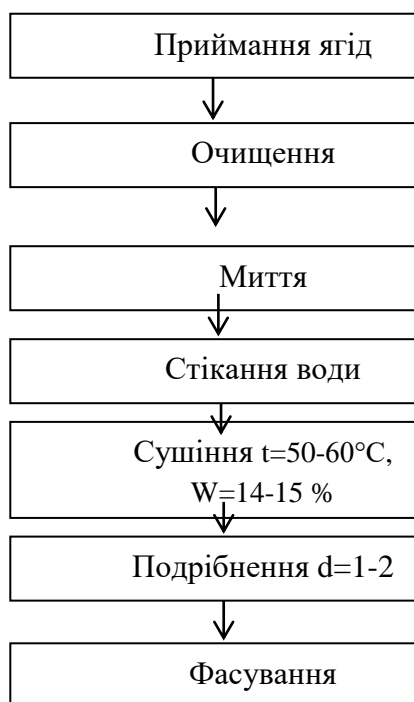 Приймання ягід
Очищення
Миття
Стікання води
Сушіння t=50-60°С,
W=14-15 %
Подрібнення d=1-2
Фасування